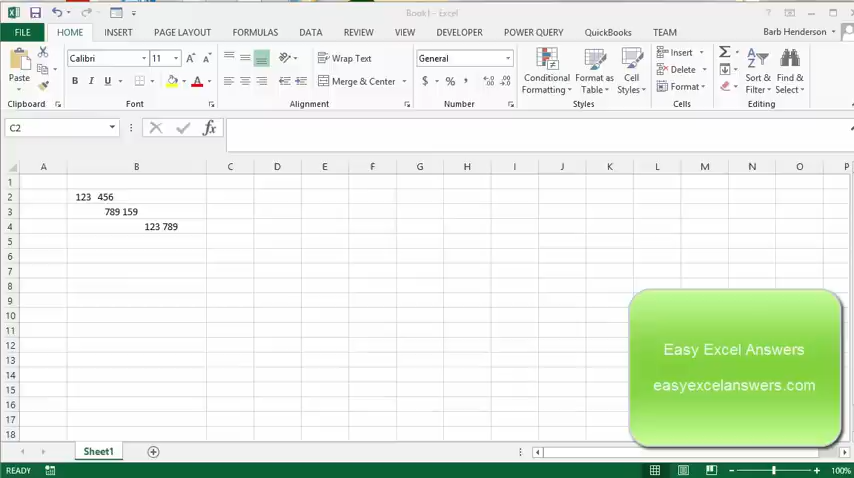 Book1 - Excel
FILE HOME INSERT PAGE LAYOUT FORMULAS DATA REVIEW VIEW DEVELOPER POWER QUERY QuickBooks TEAM Barb Henderson
Paste
Calibri 11
B I U A
Wrap Text
Merge & Center
General
$ % ,
Conditional Formatting
Format as Table
Cell Styles
Insert
Delete
Format
Sort & Filter
Find & Select
Clipboard Font Alignment Number Styles Cells Editing
C2 fx
A B C D E F G H I J K L M N O P
1
2 123 456
3 789 159
4 123 789
5
6
7
8
9
10
11
12
13
14
15
16
17
18
Easy Excel Answers
easyexcelanswers.com
Sheet1
READY 100%